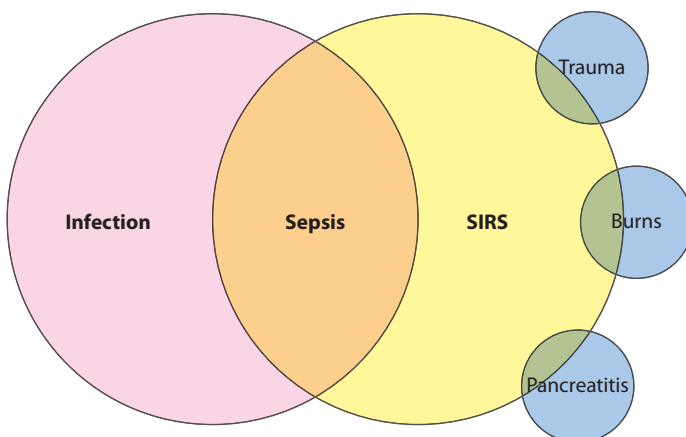 Trauma
Infection
Sepsis
SIRS
Burns
Pancreatitis